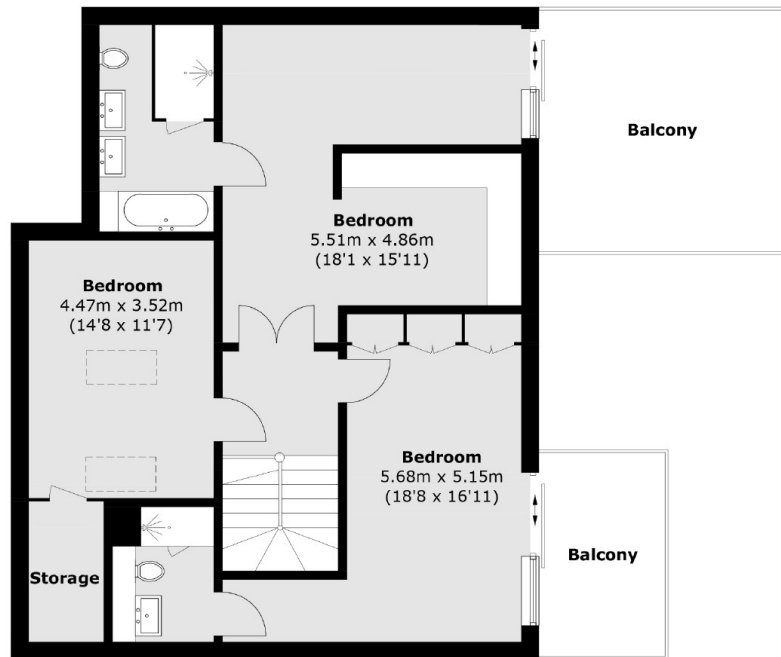 Balcony
Bedroom
5.51m x 4.86m
(18'1 x 15'11)
Bedroom
4.47m x 3.52m
(14'8 x 11'7)
Bedroom
5.68m x 5.15m
(18'8 x 16'11)
Balcony
Storage